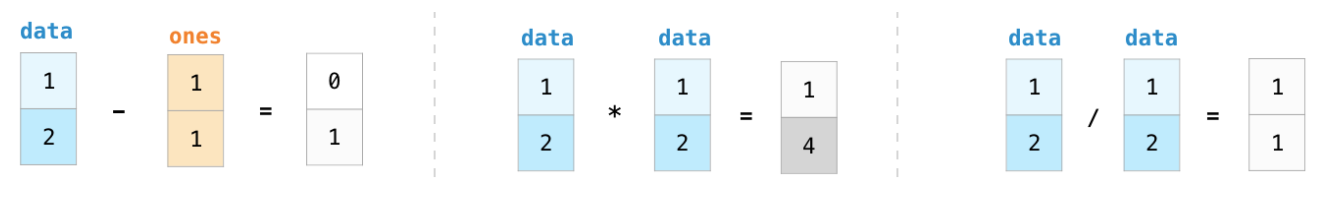 data ones
1 - 1 = 0
2 1 1
data data
1 * 1 = 1
2 2 4
data data
1 / 1 = 1
2 2 1